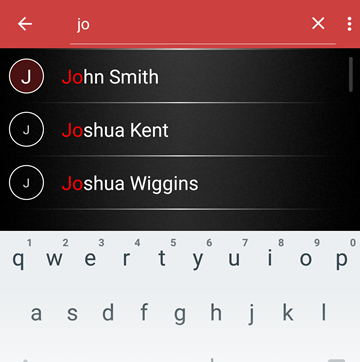 jo
J John Smith
J Joshua Kent
J Joshua Wiggins
1 2 3 4 5 6 7 8 9 0
q w e r t y u i o p
a s d f g h j k l